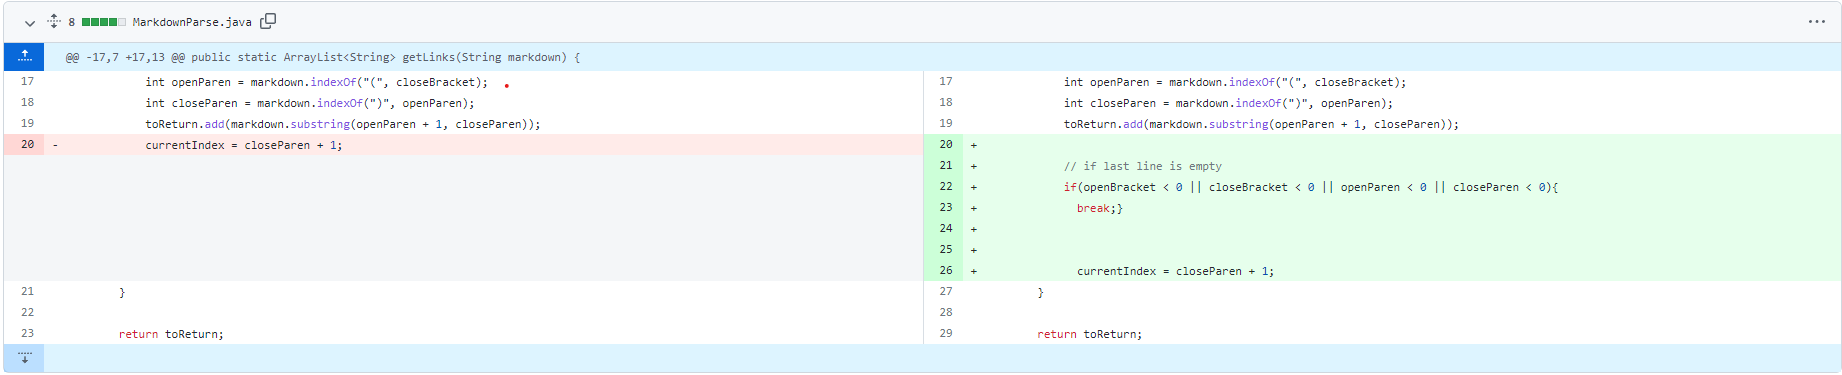 8 MarkdownParse.java
@@ -17,7 +17,13 @@ public static ArrayList<String> getLinks(String markdown) {
17 int openParen = markdown.indexOf("(", closeBracket);
18 int closeParen = markdown.indexOf(")", openParen);
19 toReturn.add(markdown.substring(openParen + 1, closeParen));
20 - currentIndex = closeParen + 1;
21 }
22
23 return toReturn;
17 int openParen = markdown.indexOf("(", closeBracket);
18 int closeParen = markdown.indexOf(")", openParen);
19 toReturn.add(markdown.substring(openParen + 1, closeParen));
20 +
21 + // if last line is empty
22 + if(openBracket < 0 || closeBracket < 0 || openParen < 0 || closeParen < 0){
23 + break;}
24 +
25 +
26 + currentIndex = closeParen + 1;
27 }
28
29 return toReturn;